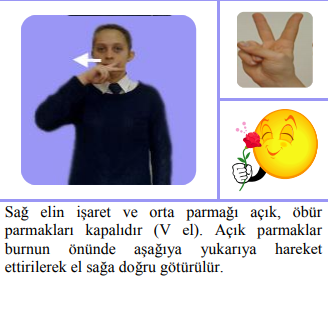 Sağ elin işaret ve orta parmağı açık, öbür
parmakları kapalıdır (V el). Açık parmaklar
burnun önünde aşağıya yukarıya hareket
ettirilerek el sağa doğru götürülür.